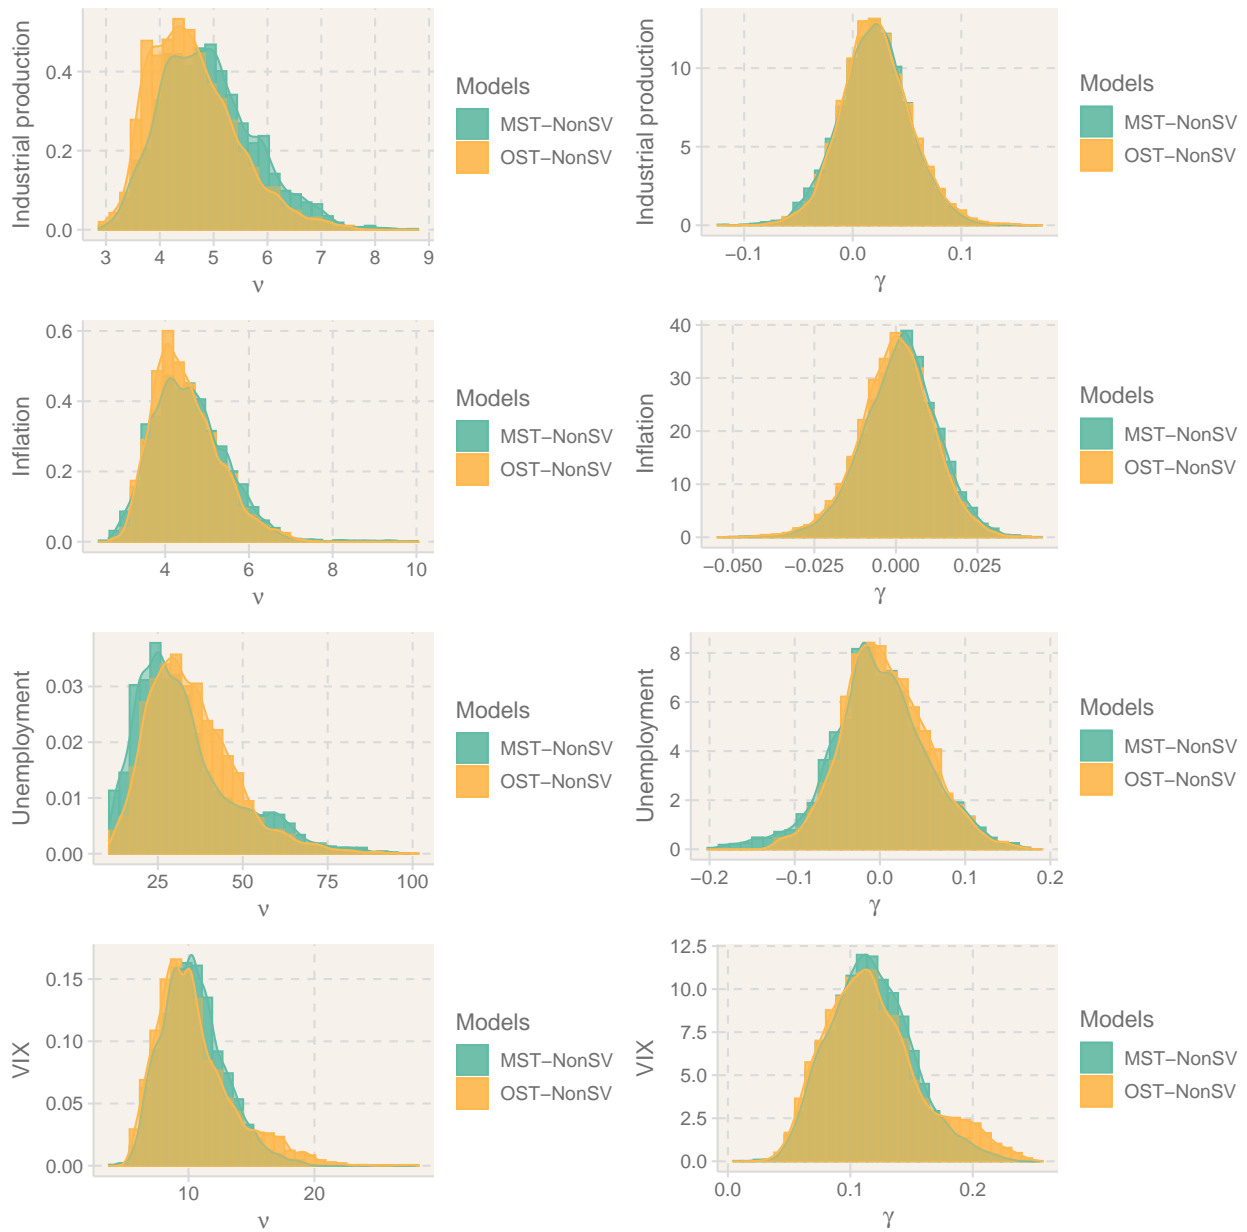 Industrial production
0.4
0.2
0.0
3 4 5 6 7 8 9
ν
Models
MST−NonSV
OST−NonSV
Industrial production
10
5
0
−0.1 0.0 0.1
γ
Models
MST−NonSV
OST−NonSV
Inflation
0.6
0.4
0.2
0.0
4 6 8 10
ν
Models
MST−NonSV
OST−NonSV
Inflation
40
30
20
10
0
−0.050 −0.025 0.000 0.025
γ
Models
MST−NonSV
OST−NonSV
Unemployment
0.03
0.02
0.01
0.00
25 50 75 100
ν
Models
MST−NonSV
OST−NonSV
Unemployment
8
6
4
2
0
−0.2 −0.1 0.0 0.1 0.2
γ
Models
MST−NonSV
OST−NonSV
VIX
0.15
0.10
0.05
0.00
10 20
ν
Models
MST−NonSV
OST−NonSV
VIX
12.5
10.0
7.5
5.0
2.5
0.0
0.0 0.1 0.2
γ
Models
MST−NonSV
OST−NonSV